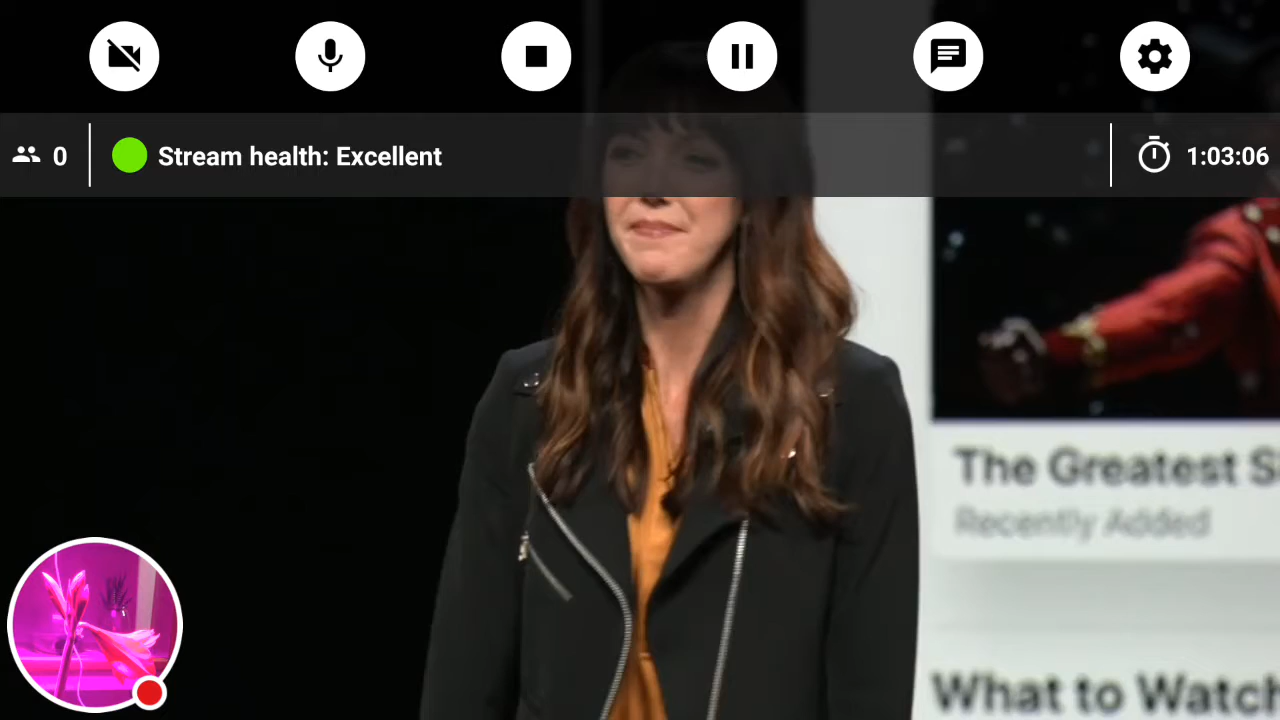 0
Stream health: Excellent
1:03:06
The Greatest S
Recently Added
What to Watch